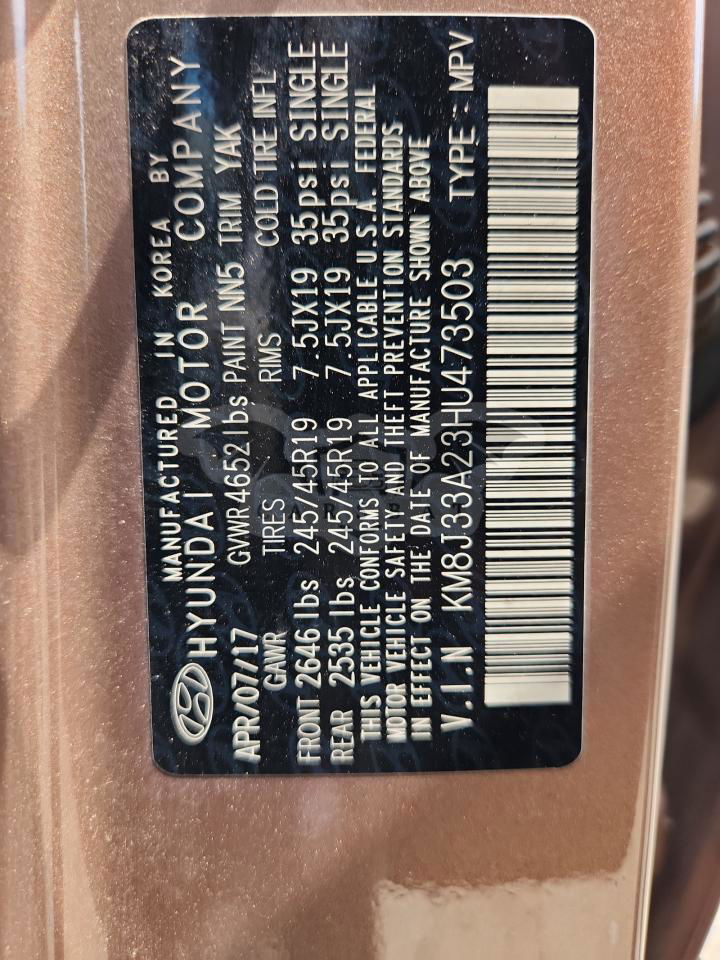 MANUFACTURED IN KOREA BY
HYUNDAI MOTOR COMPANY
APR/07/17 GVWR4652lbs PAINT NN5 TRIM YAK
GAWR TIRES RIMS COLD TIRE INFL
FRONT 2646 lbs 245/45R19 7.5JX19 35psi SINGLE
REAR 2535 lbs 245/45R19 7.5JX19 35psi SINGLE
THIS VEHICLE CONFORMS TO ALL APPLICABLE U.S.A. FEDERAL
MOTOR VEHICLE SAFETY AND THEFT PREVENTION STANDARDS
IN EFFECT ON THE DATE OF MANUFACTURE SHOWN ABOVE
V.I.N KM8J33A23HU473503 TYPE : MPV